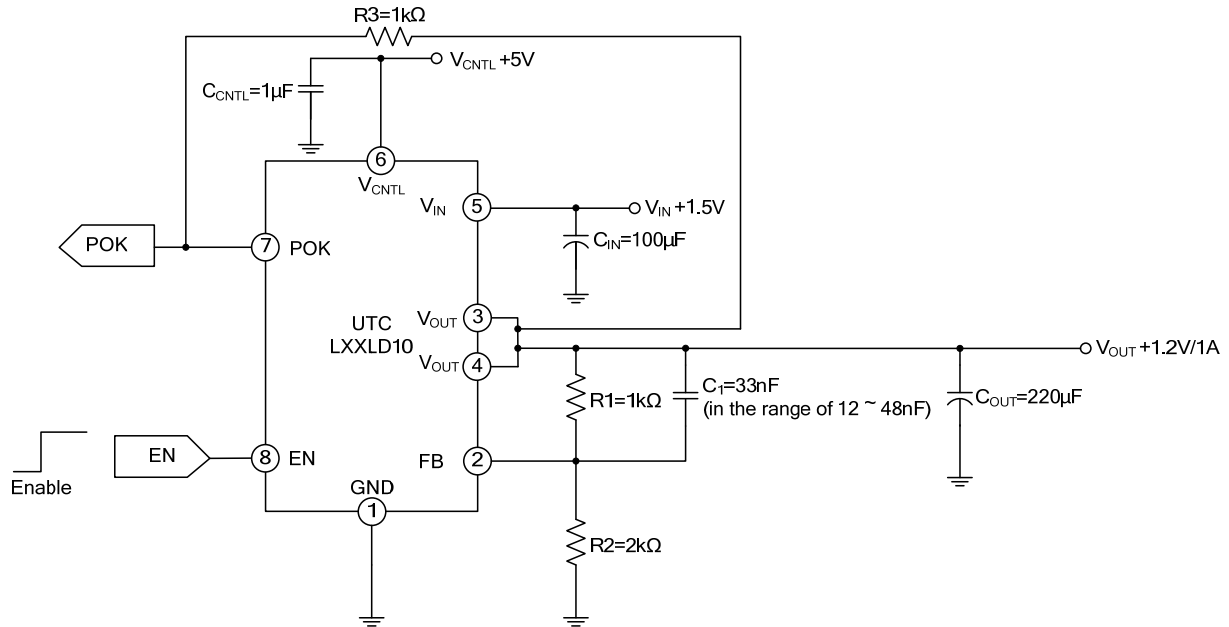 R3=1kΩ
VCNTL +5V
CCNTL=1μF
6
VCNTL
VIN
5
VIN +1.5V
CIN=100μF
POK
7
POK
UTC
LXXLD10
VOUT
3
VOUT
4
VOUT +1.2V/1A
R1=1kΩ
C1=33nF
(in the range of 12 ~ 48nF)
COUT=220μF
Enable
EN
8
EN
FB
2
GND
1
R2=2kΩ